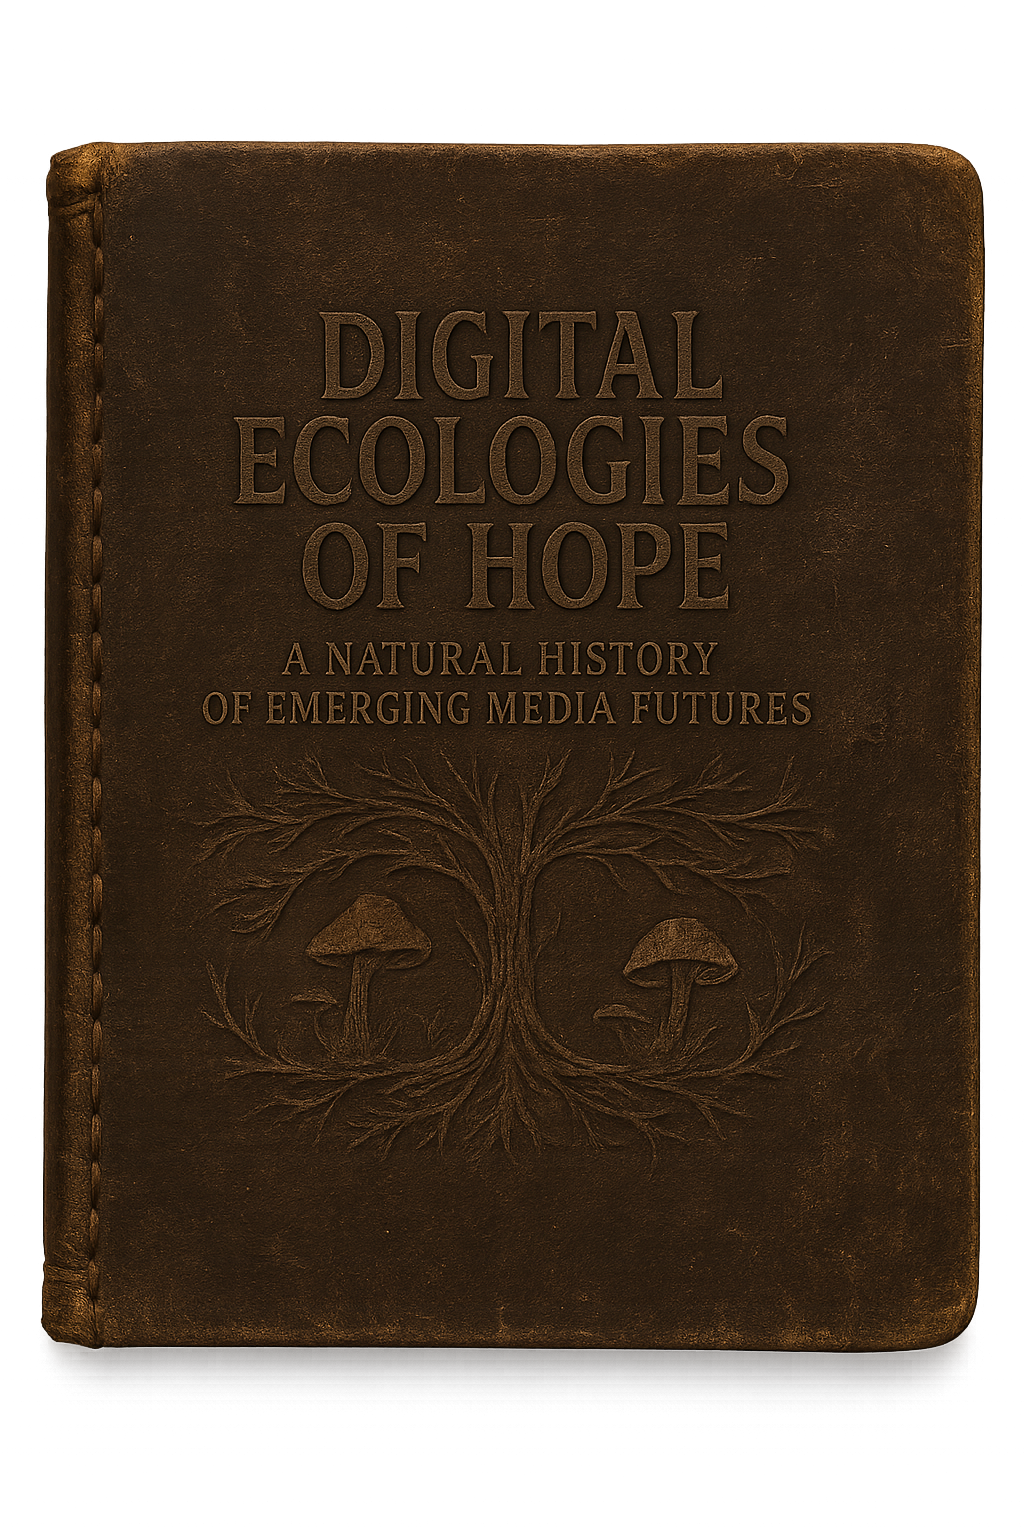 DIGITAL
ECOLOGIES
OF HOPE
A NATURAL HISTORY
OF EMERGING MEDIA FUTURES